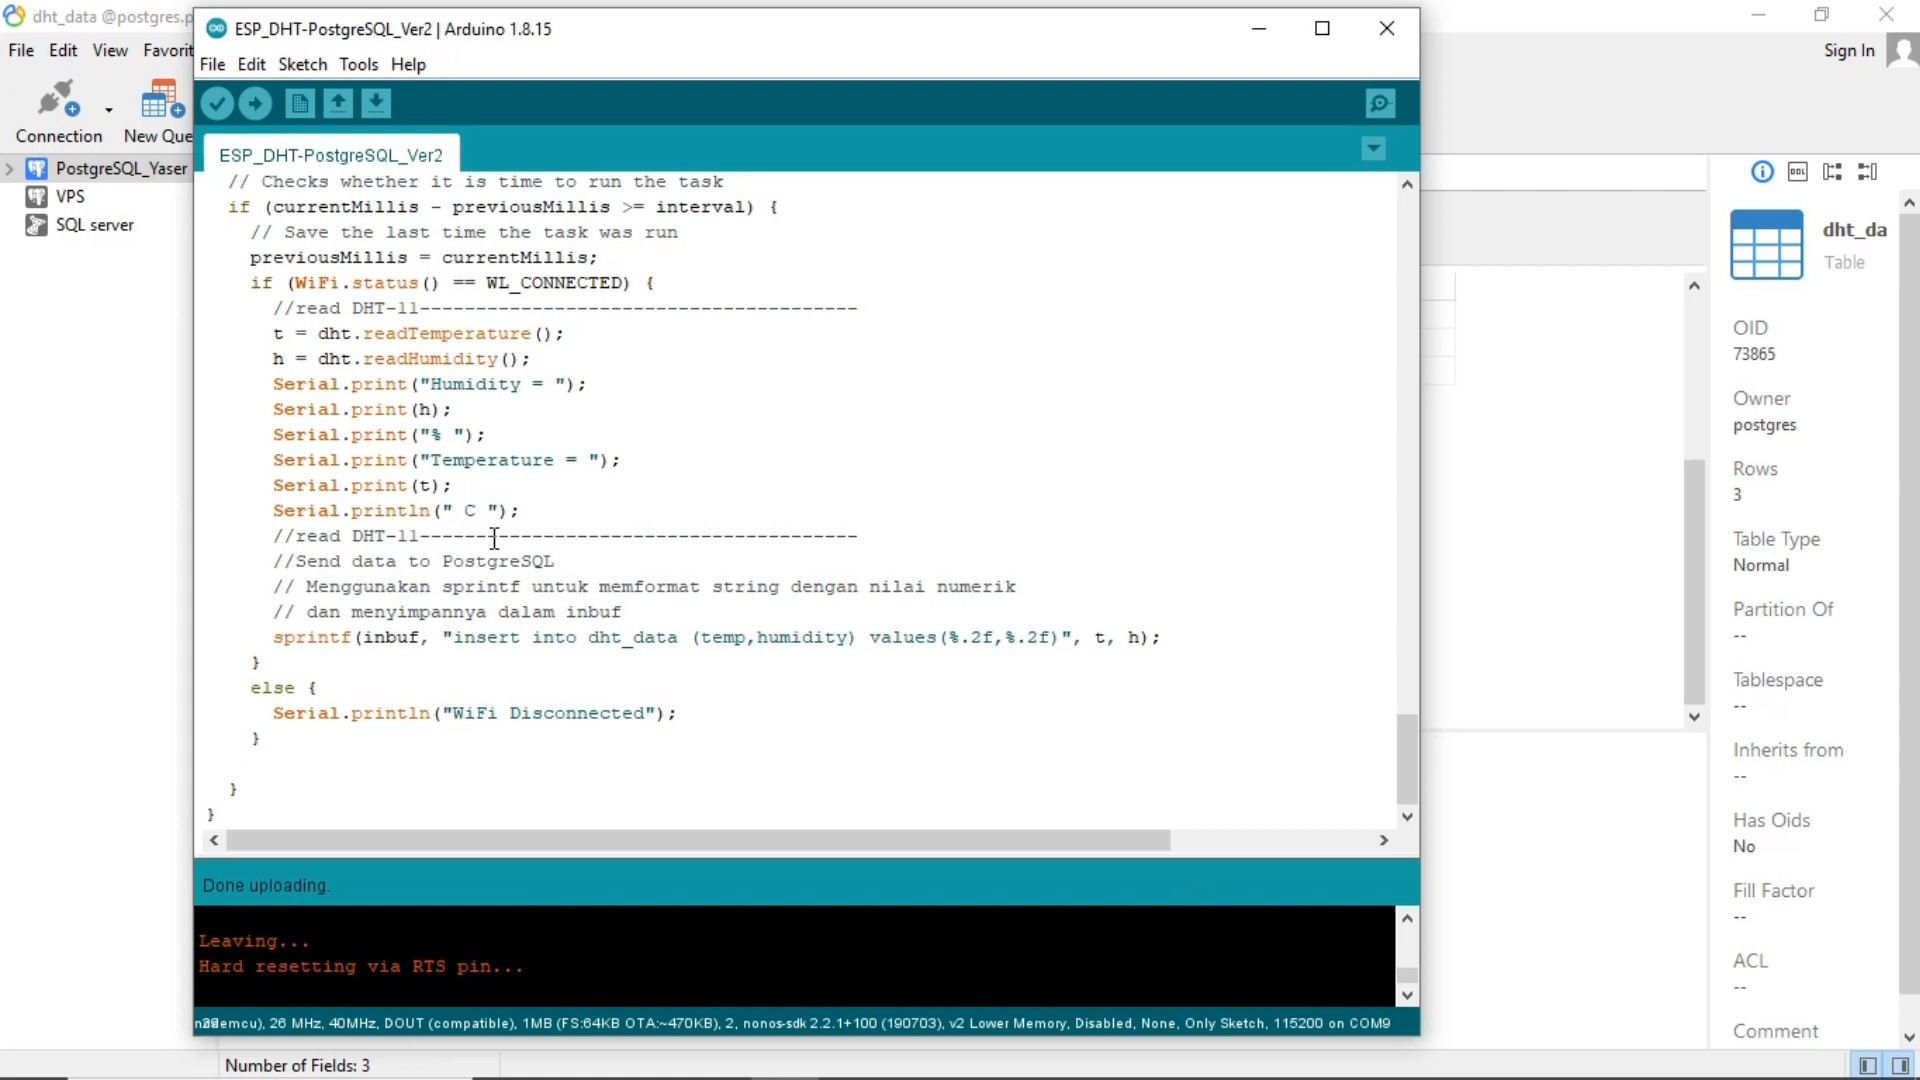 dht_data @postgres.p
File Edit View Favorit
Sign In
Connection
New Que
PostgreSQL_Yaser
VPS
SQL server
ESP_DHT-PostgreSQL_Ver2 | Arduino 1.8.15
File Edit Sketch Tools Help
ESP_DHT-PostgreSQL_Ver2
// Checks whether it is time to run the task
if (currentMillis - previousMillis >= interval) {
// Save the last time the task was run
previousMillis = currentMillis;
if (WiFi.status() == WL_CONNECTED) {
//read DHT-11---------------------------------------
t = dht.readTemperature();
h = dht.readHumidity();
Serial.print("Humidity = ");
Serial.print(h);
Serial.print("% ");
Serial.print("Temperature = ");
Serial.print(t);
Serial.println(" C ");
//read DHT-11---------------------------------------
//Send data to PostgreSQL
// Menggunakan sprintf untuk memformat string dengan nilai numerik
// dan menyimpannya dalam inbuf
sprintf(inbuf, "insert into dht_data (temp,humidity) values(%.2f,%.2f)", t, h);
}
else {
Serial.println("WiFi Disconnected");
}
}
}
Done uploading.
Leaving...
Hard resetting via RTS pin...
emcu), 26 MHz, 40MHz, DOUT (compatible), 1MB (FS:64KB OTA:~470KB), 2, nonos-sdk 2.2.1+100 (190703), v2 Lower Memory, Disabled, None, Only Sketch, 115200 on COM9
Number of Fields: 3
DDL
dht_da
Table
OID
73865
Owner
postgres
Rows
3
Table Type
Normal
Partition Of
--
Tablespace
--
Inherits from
--
Has Oids
No
Fill Factor
--
ACL
--
Comment